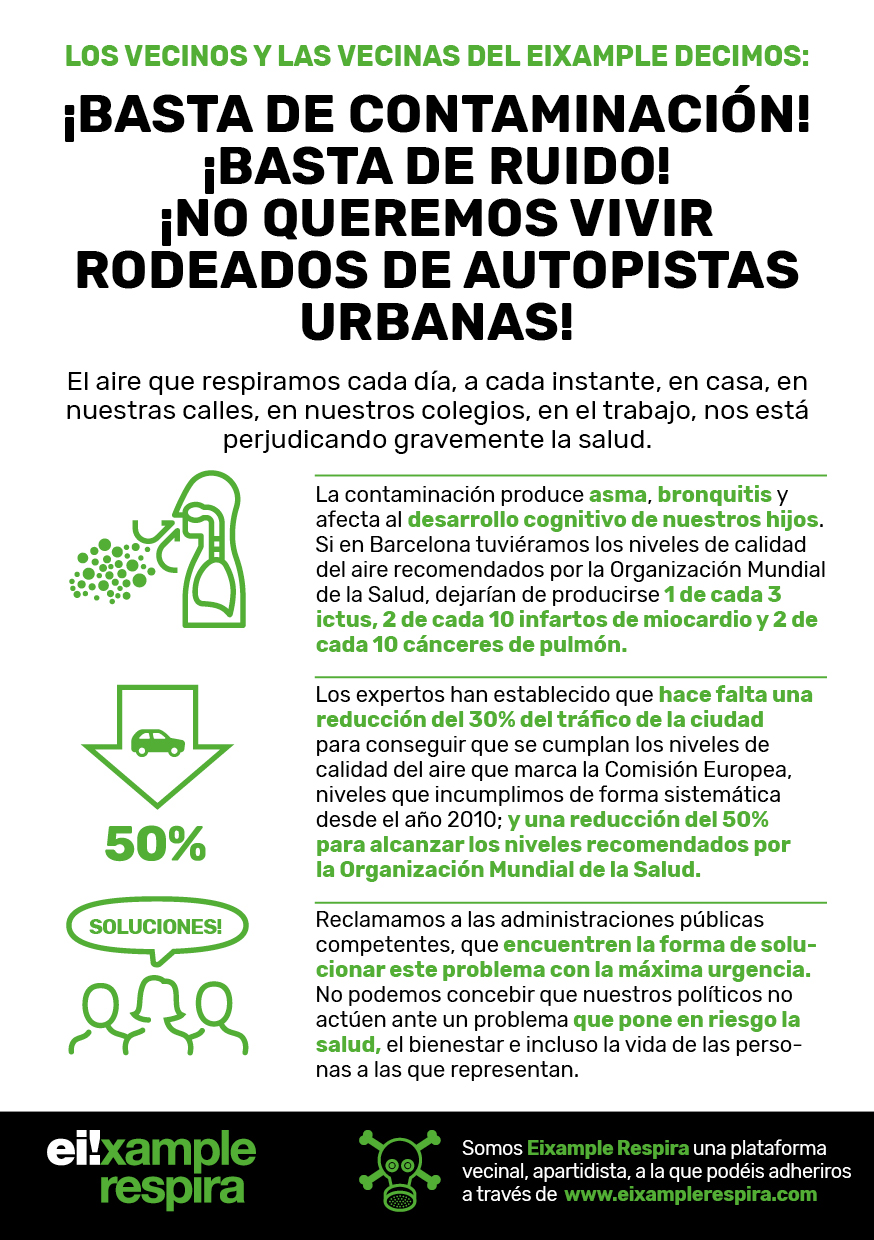 LOS VECINOS Y LAS VECINAS DEL EIXAMPLE DECIMOS:
¡BASTA DE CONTAMINACIÓN!
¡BASTA DE RUIDO!
¡NO QUEREMOS VIVIR
RODEADOS DE AUTOPISTAS
URBANAS!
El aire que respiramos cada día, a cada instante, en casa, en
nuestras calles, en nuestros colegios, en el trabajo, nos está
perjudicando gravemente la salud.
La contaminación produce asma, bronquitis y
afecta al desarrollo cognitivo de nuestros hijos.
Si en Barcelona tuviéramos los niveles de calidad
del aire recomendados por la Organización Mundial
de la Salud, dejarían de producirse 1 de cada 3
ictus, 2 de cada 10 infartos de miocardio y 2 de
cada 10 cánceres de pulmón.
50%
Los expertos han establecido que hace falta una
reducción del 30% del tráfico de la ciudad
para conseguir que se cumplan los niveles de
calidad del aire que marca la Comisión Europea,
niveles que incumplimos de forma sistemática
desde el año 2010; y una reducción del 50%
para alcanzar los niveles recomendados por
la Organización Mundial de la Salud.
SOLUCIONES!
Reclamamos a las administraciones públicas
competentes, que encuentren la forma de solu-
cionar este problema con la máxima urgencia.
No podemos concebir que nuestros políticos no
actúen ante un problema que pone en riesgo la
salud, el bienestar e incluso la vida de las perso-
nas a las que representan.
ei!xample
respira
Somos Eixample Respira una plataforma
vecinal, apartidista, a la que podéis adheriros
a través de www.eixamplerespira.com